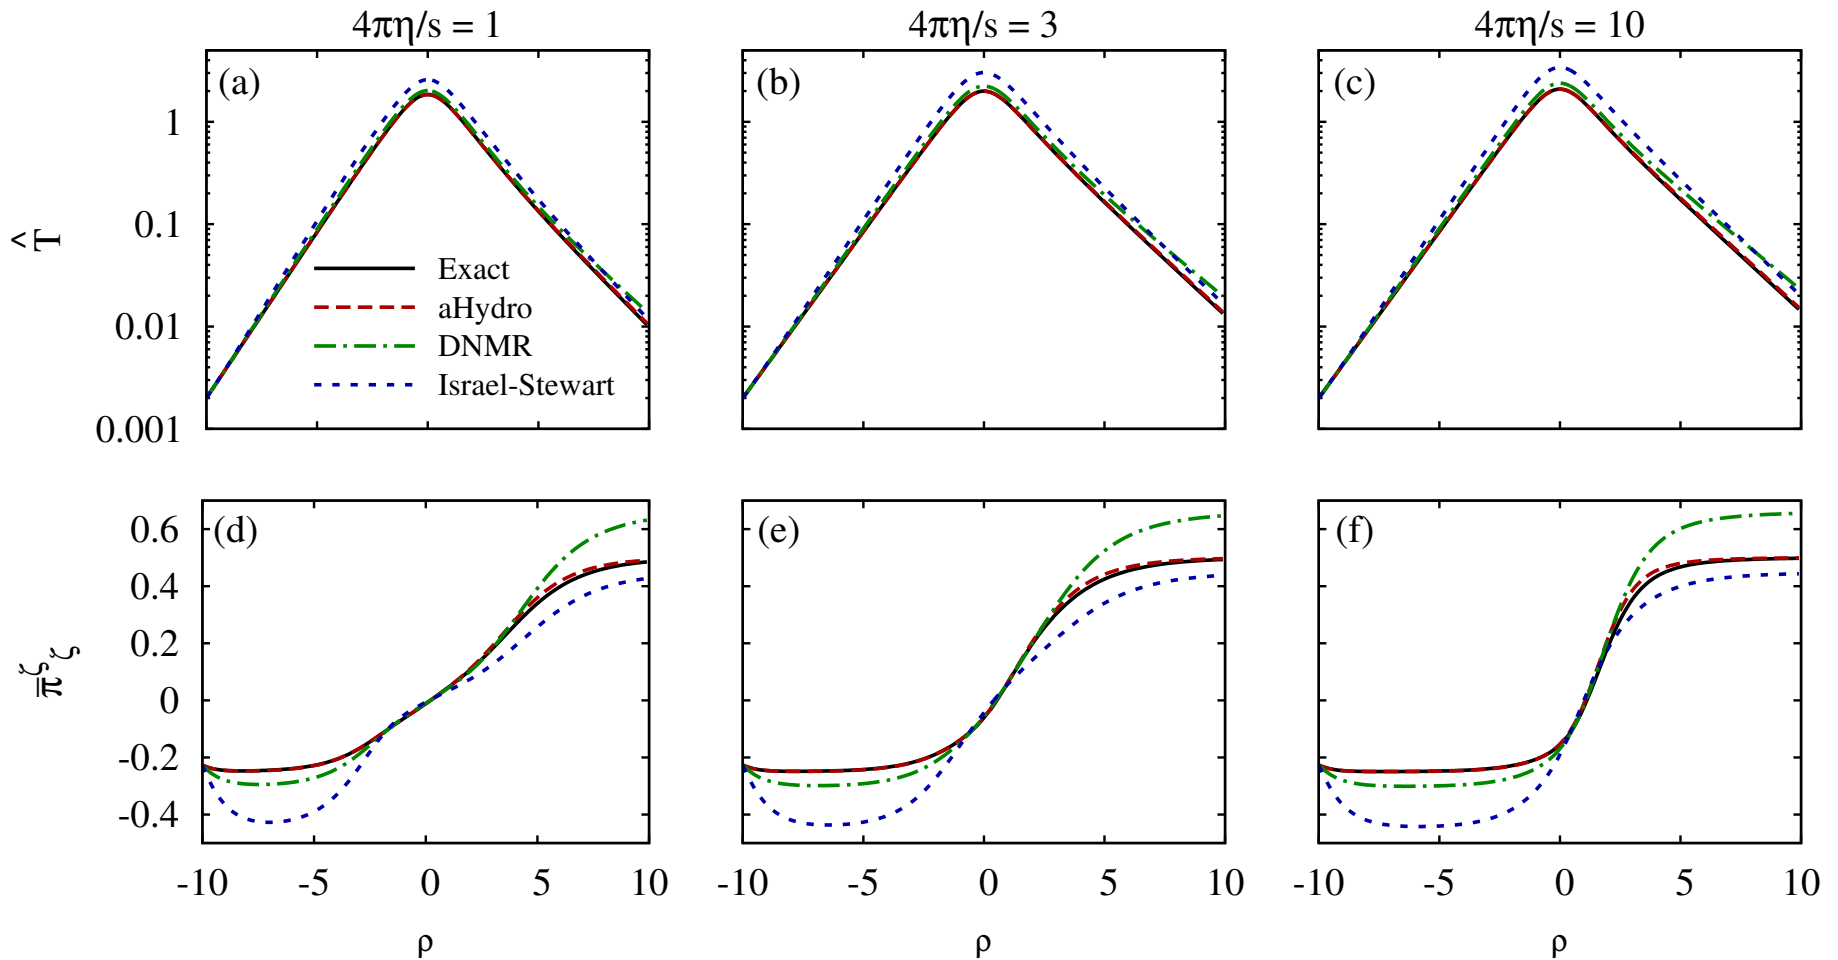 4πη/s = 1 4πη/s = 3 4πη/s = 10
(a) (b) (c)
1
0.1
0.01
0.001
T̂
Exact
aHydro
DNMR
Israel-Stewart
(d) (e) (f)
0.6
0.4
0.2
0
-0.2
-0.4
π̄^ζ_ζ
-10 -5 0 5 10 -10 -5 0 5 10 -10 -5 0 5 10
ρ ρ ρ